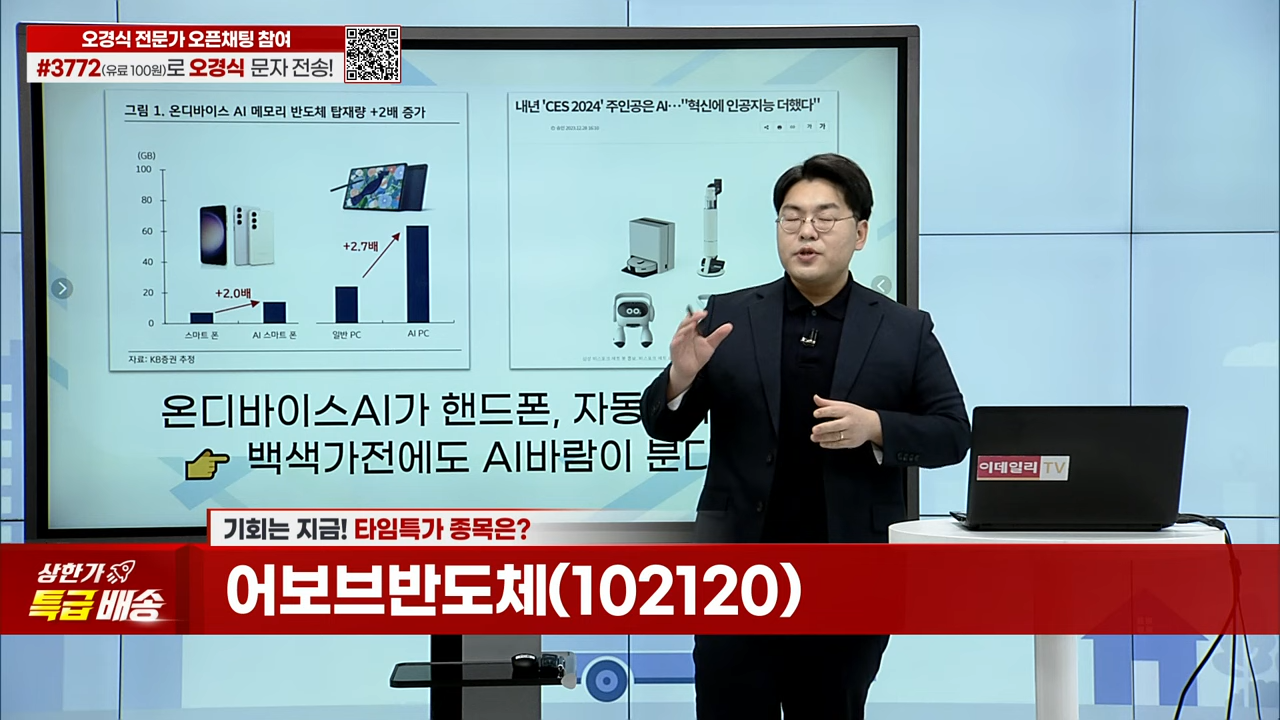 오경식 전문가 오픈채팅 참여
#3772(유료 100원)로 오경식 문자 전송!
그림 1. 온디바이스 AI 메모리 반도체 탑재량 +2배 증가
(GB)
100
80
60
40
20
0
+2.0배
+2.7배
스마트 폰
AI 스마트 폰
일반 PC
AI PC
자료: KB증권 추정
내년 'CES 2024' 주인공은 AI…"혁신에 인공지능 더했다"
온디바이스AI가 핸드폰, 자동
백색가전에도 AI바람이 분다
이데일리 TV
기회는 지금! 타임특가 종목은?
상한가
특급 배송
어보브반도체(102120)